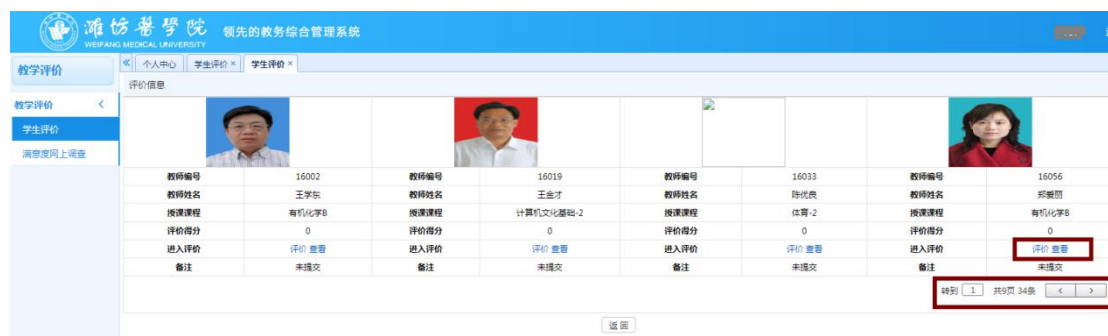 潍坊醫學院 领先的教务综合管理系统
WEIFANG MEDICAL UNIVERSITY
教学评价
« 个人中心 学生评价 × 学生评价 ×
评价信息
教学评价 <
学生评价
满意度网上调查
教师编号 16002 教师编号 16019 教师编号 16033 教师编号 16056
教师姓名 王学东 教师姓名 王金才 教师姓名 陈优良 教师姓名 郑爱丽
授课课程 有机化学B 授课课程 计算机文化基础-2 授课课程 体育-2 授课课程 有机化学B
评价得分 0 评价得分 0 评价得分 0 评价得分 0
进入评价 评价 查看 进入评价 评价 查看 进入评价 评价 查看 进入评价 评价 查看
备注 未提交 备注 未提交 备注 未提交 备注 未提交
转到 1 共9页 34条 < >
返回